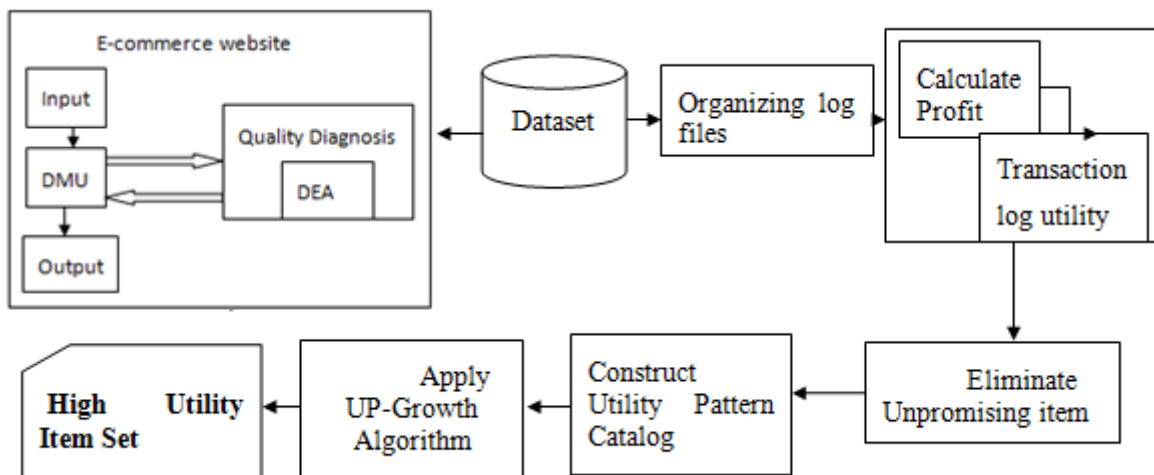 E-commerce website
Input
DMU
Output
Quality Diagnosis
DEA
Dataset
Organizing log
files
Calculate
Profit
Transaction
log utility
Eliminate
Unpromising item
Construct
Utility Pattern
Catalog
Apply
UP-Growth
Algorithm
High Utility
Item Set